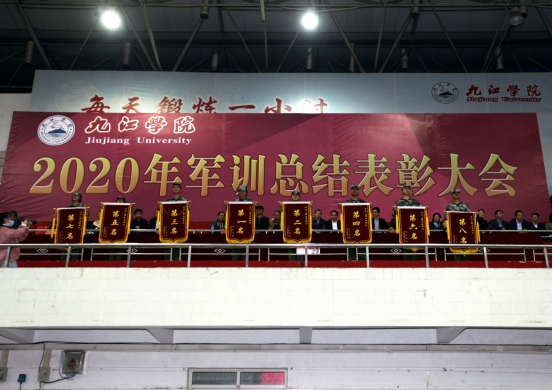 每天锻炼一小时
九江学院
Jiujiang University
九江学院
Jiujiang University
2020年军训总结表彰大会
第七名
第五名
第三名
第一名
第二名
第四名
第六名
第八名